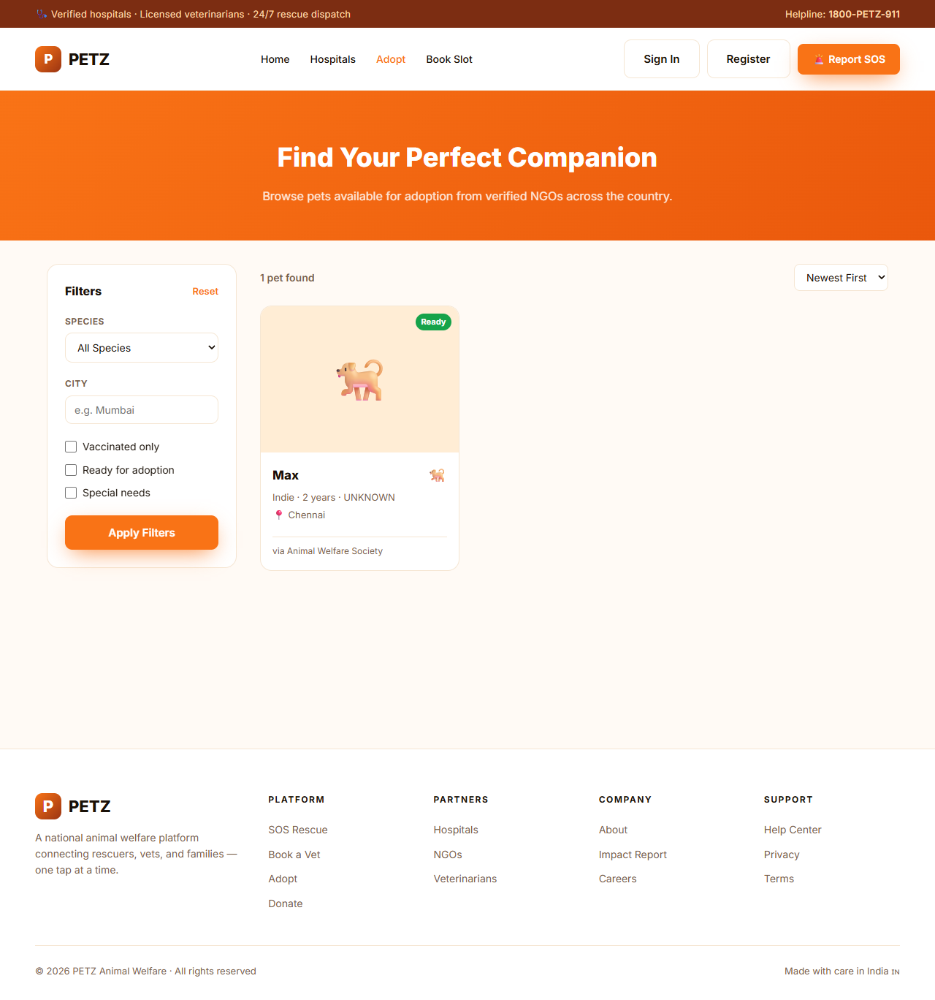 🩺 Verified hospitals · Licensed veterinarians · 24/7 rescue dispatch
Helpline: 1800-PETZ-911
P PETZ
Home
Hospitals
Adopt
Book Slot
Sign In
Register
🚨 Report SOS
Find Your Perfect Companion
Browse pets available for adoption from verified NGOs across the country.
Filters
Reset
SPECIES
All Species
CITY
e.g. Mumbai
Vaccinated only
Ready for adoption
Special needs
Apply Filters
1 pet found
Newest First
Ready
Max
Indie · 2 years · UNKNOWN
📍 Chennai
via Animal Welfare Society
P PETZ
A national animal welfare platform
connecting rescuers, vets, and families —
one tap at a time.
PLATFORM
SOS Rescue
Book a Vet
Adopt
Donate
PARTNERS
Hospitals
NGOs
Veterinarians
COMPANY
About
Impact Report
Careers
SUPPORT
Help Center
Privacy
Terms
© 2026 PETZ Animal Welfare · All rights reserved
Made with care in India IN